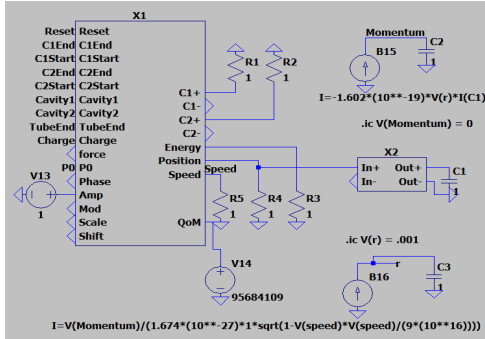 X1
Reset Reset
C1End C1End
C1Start C1Start
C2End C2End
C2Start C2Start
Cavity1 Cavity1
Cavity2 Cavity2
TubeEnd TubeEnd
Charge Charge
force
P0 P0
Phase
Amp
Mod
Scale
Shift
C1+
C1-
C2+
C2-
Energy
Position
Speed
Speed
QoM
V13
1
R1
1
R2
1
R5
1
R4
1
R3
1
V14
95684109
Momentum
B15
C2
1
I=-1.602*(10**-19)*V(r)*I(C1)
.ic V(Momentum) = 0
X2
In+ Out+
In- Out-
C1
1
.ic V(r) = .001
r
B16
C3
1
I=V(Momentum)/(1.674*(10**-27)*1*sqrt(1-V(speed)*V(speed)/(9*(10**16))))